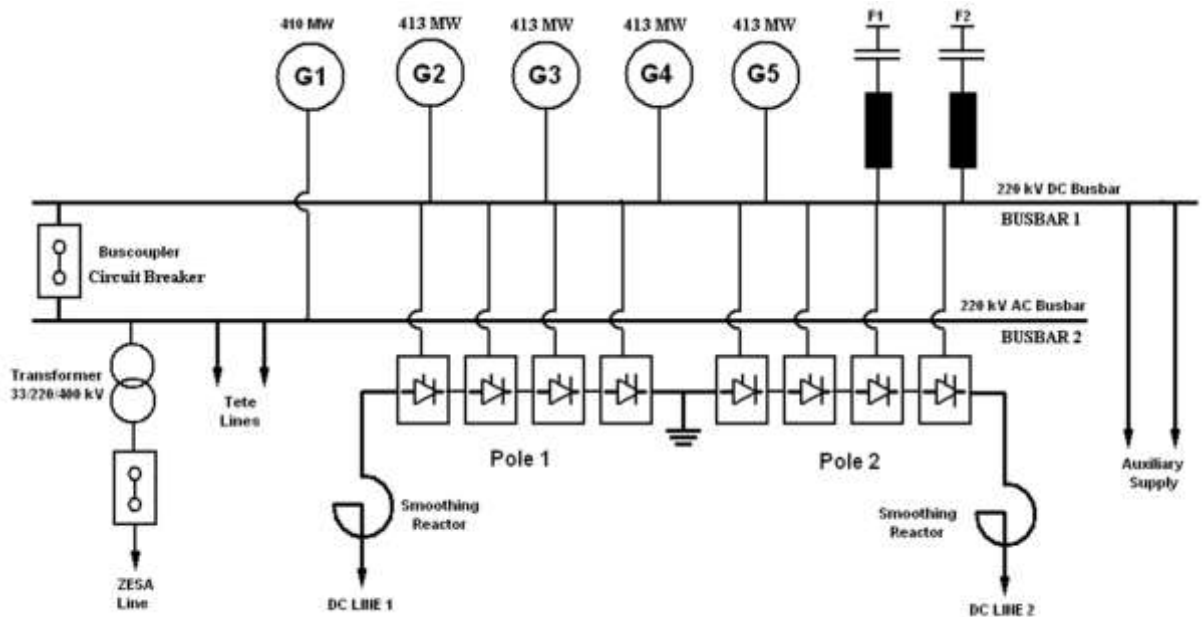 410 MW
413 MW
413 MW
413 MW
413 MW
F1
F2
G1
G2
G3
G4
G5
220 kV DC Busbar
BUSBAR 1
Buscoupler
Circuit Breaker
220 kV AC Busbar
BUSBAR 2
Transformer
33/220/400 kV
Tete
Lines
Pole 1
Pole 2
Auxiliary
Supply
Smoothing
Reactor
Smoothing
Reactor
ZESA
Line
DC LINE 1
DC LINE 2